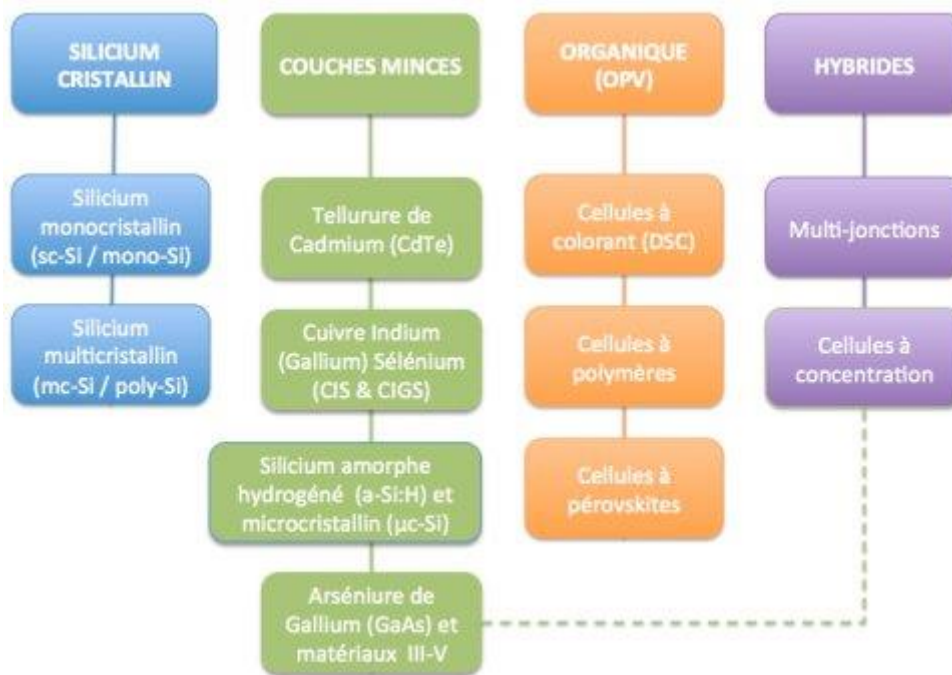 SILICIUM
CRISTALLIN
Silicium
monocristallin
(sc-Si / mono-Si)
Silicium
multicristallin
(mc-Si / poly-Si)
COUCHES MINCES
Tellurure de
Cadmium (CdTe)
Cuivre Indium
(Gallium) Sélénium
(CIS & CIGS)
Silicium amorphe
hydrogéné (a-Si:H) et
microcristallin (μc-Si)
Arséniure de
Gallium (GaAs) et
matériaux III-V
ORGANIQUE
(OPV)
Cellules à
colorant (DSC)
Cellules à
polymères
Cellules à
pérovskites
HYBRIDES
Multi-jonctions
Cellules à
concentration